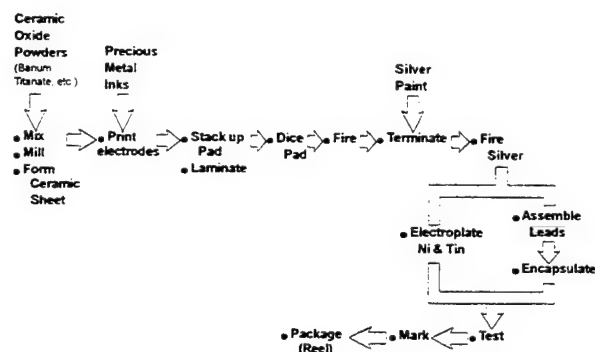 Ceramic
Oxide
Powders
(Barium
Titanate, etc.)
Precious
Metal
Inks
Silver
Paint
• Mix
• Mill
• Form
Ceramic
Sheet
• Print
electrodes
• Stack up
Pad
• Laminate
• Dice
Pad
• Fire
• Terminate
• Fire
Silver
• Electroplate
Ni & Tin
• Assemble
Leads
• Encapsulate
• Package
(Reel)
• Mark
• Test